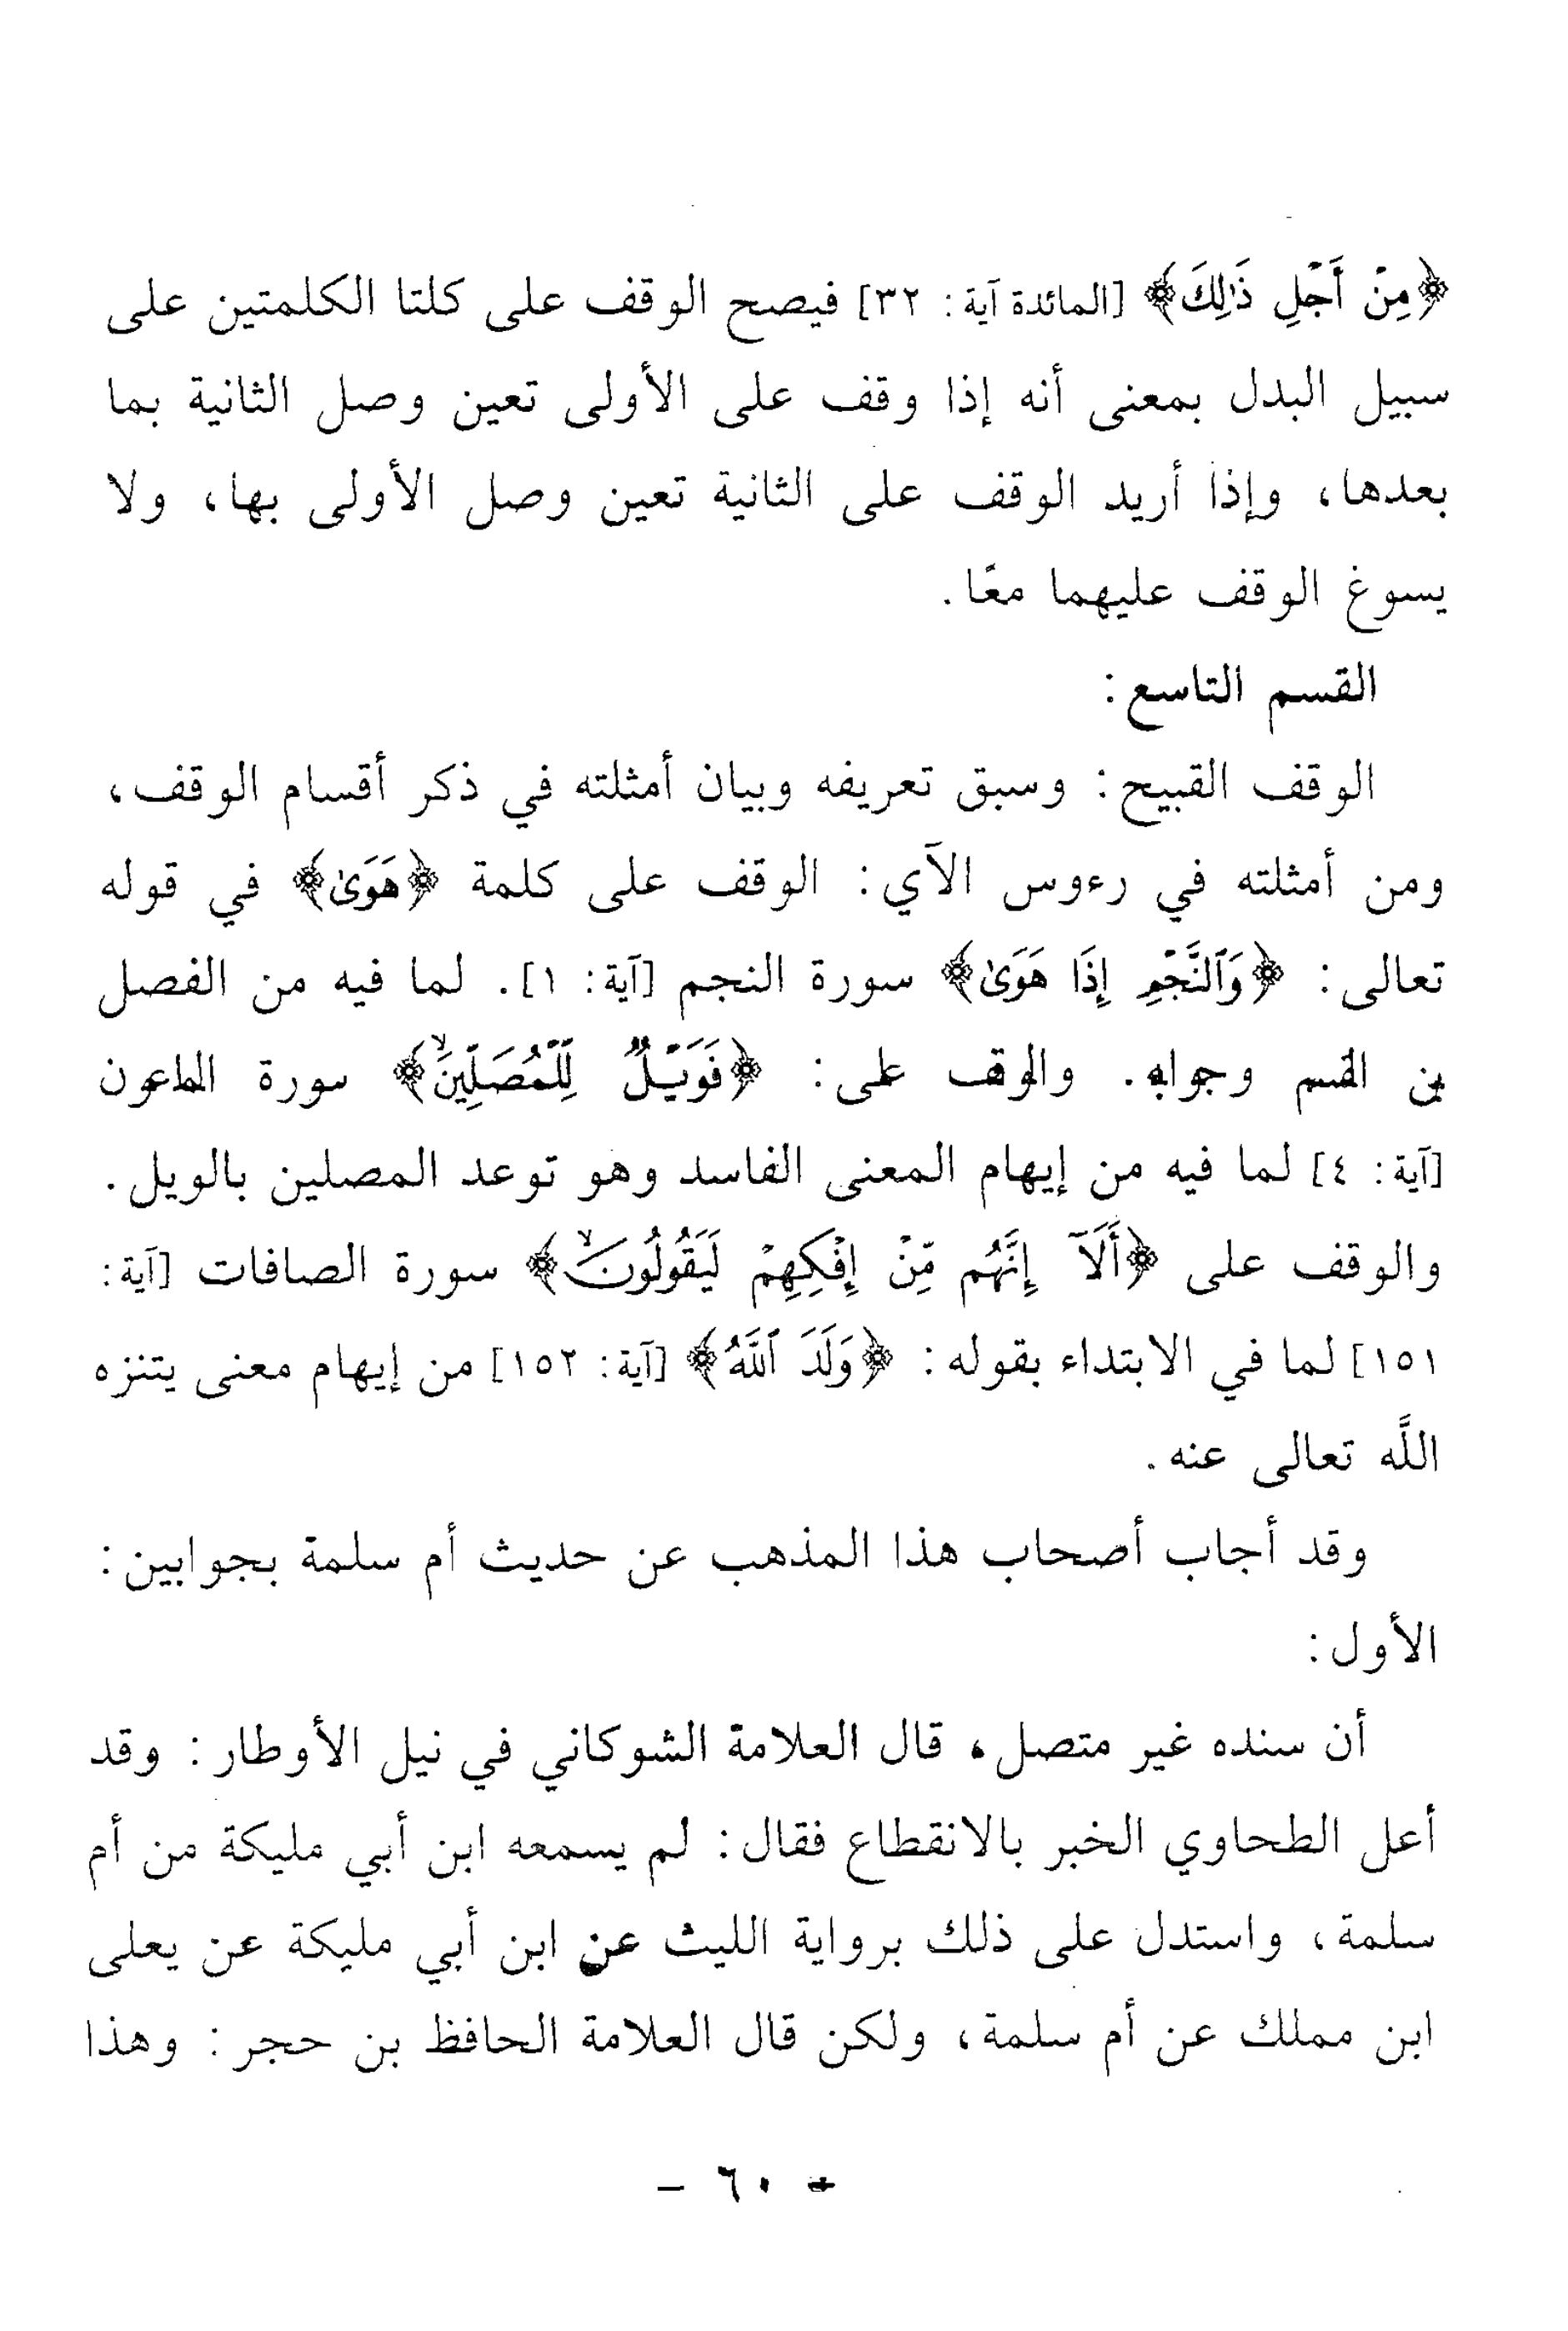 ﴿مِنْ أَجْلِ ذَٰلِكَ﴾ [المائدة آية: ٣٢] فيصح الوقف على كلتا الكلمتين على
سبيل البدل بمعنى أنه إذا وقف على الأولى تعين وصل الثانية بما
بعدها، وإذا أريد الوقف على الثانية تعين وصل الأولى بها، ولا
يسوغ الوقف عليهما معًا.
القسم التاسع:
الوقف القبيح: وسبق تعريفه وبيان أمثلته في ذكر أقسام الوقف،
ومن أمثلته في رءوس الآي: الوقف على كلمة ﴿هَوَىٰ﴾ في قوله
تعالى: ﴿وَٱلنَّجْمِ إِذَا هَوَىٰ﴾ سورة النجم [آية: ١]. لما فيه من الفصل
بين القسم وجوابه. والوقف على: ﴿فَوَيْلٌ لِّلْمُصَلِّينَۙ﴾ سورة الماعون
[آية: ٤] لما فيه من إيهام المعنى الفاسد وهو توعد المصلين بالويل.
والوقف على ﴿أَلَآ إِنَّهُم مِّنْ إِفْكِهِمْ لَيَقُولُونَۙ﴾ سورة الصافات [آية:
١٥١] لما في الابتداء بقوله: ﴿وَلَدَ ٱللَّهُ﴾ [آية: ١٥٢] من إيهام معنى يتنزه
اللَّه تعالى عنه.
وقد أجاب أصحاب هذا المذهب عن حديث أم سلمة بجوابين:
الأول:
أن سنده غير متصل، قال العلامة الشوكاني في نيل الأوطار: وقد
أعل الطحاوي الخبر بالانقطاع فقال: لم يسمعه ابن أبي مليكة من أم
سلمة، واستدل على ذلك برواية الليث عن ابن أبي مليكة عن يعلى
ابن مملك عن أم سلمة، ولكن قال العلامة الحافظ بن حجر: وهذا
- ٦٠ -